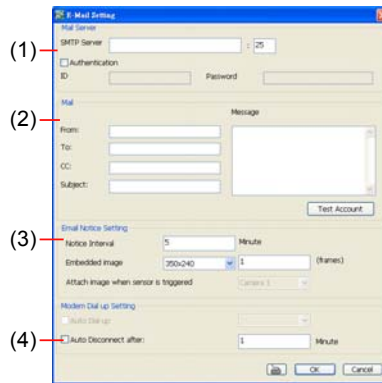 E-Mail Setting
Mail Server
(1)
SMTP Server : 25
Authentication
ID Password
Mail
(2)
Message
From:
To:
CC:
Subject:
Test Account
Email Notice Setting
(3)
Notice Interval 5 Minute
Embedded image 350x240 1 (frames)
Attach image when sensor is triggered Camera 1
Modem Dial up Setting
Auto Dial-up
(4)
Auto Disconnect after: 1 Minute
OK Cancel